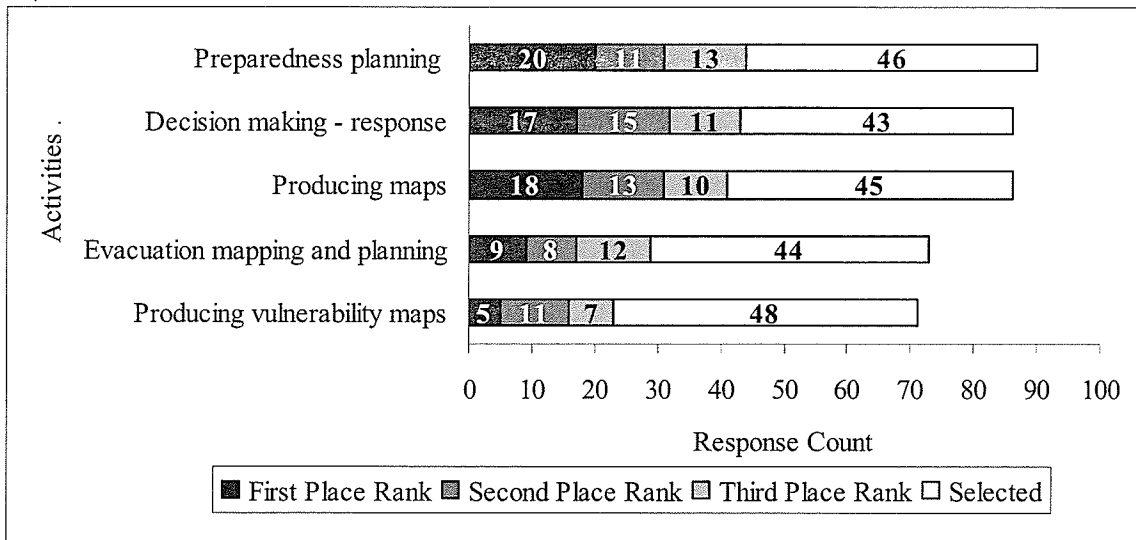 Activities .
Preparedness planning 20 11 13 46
Decision making - response 17 15 11 43
Producing maps 18 13 10 45
Evacuation mapping and planning 9 8 12 44
Producing vulnerability maps 5 11 7 48
0 10 20 30 40 50 60 70 80 90 100
Response Count
First Place Rank Second Place Rank Third Place Rank Selected